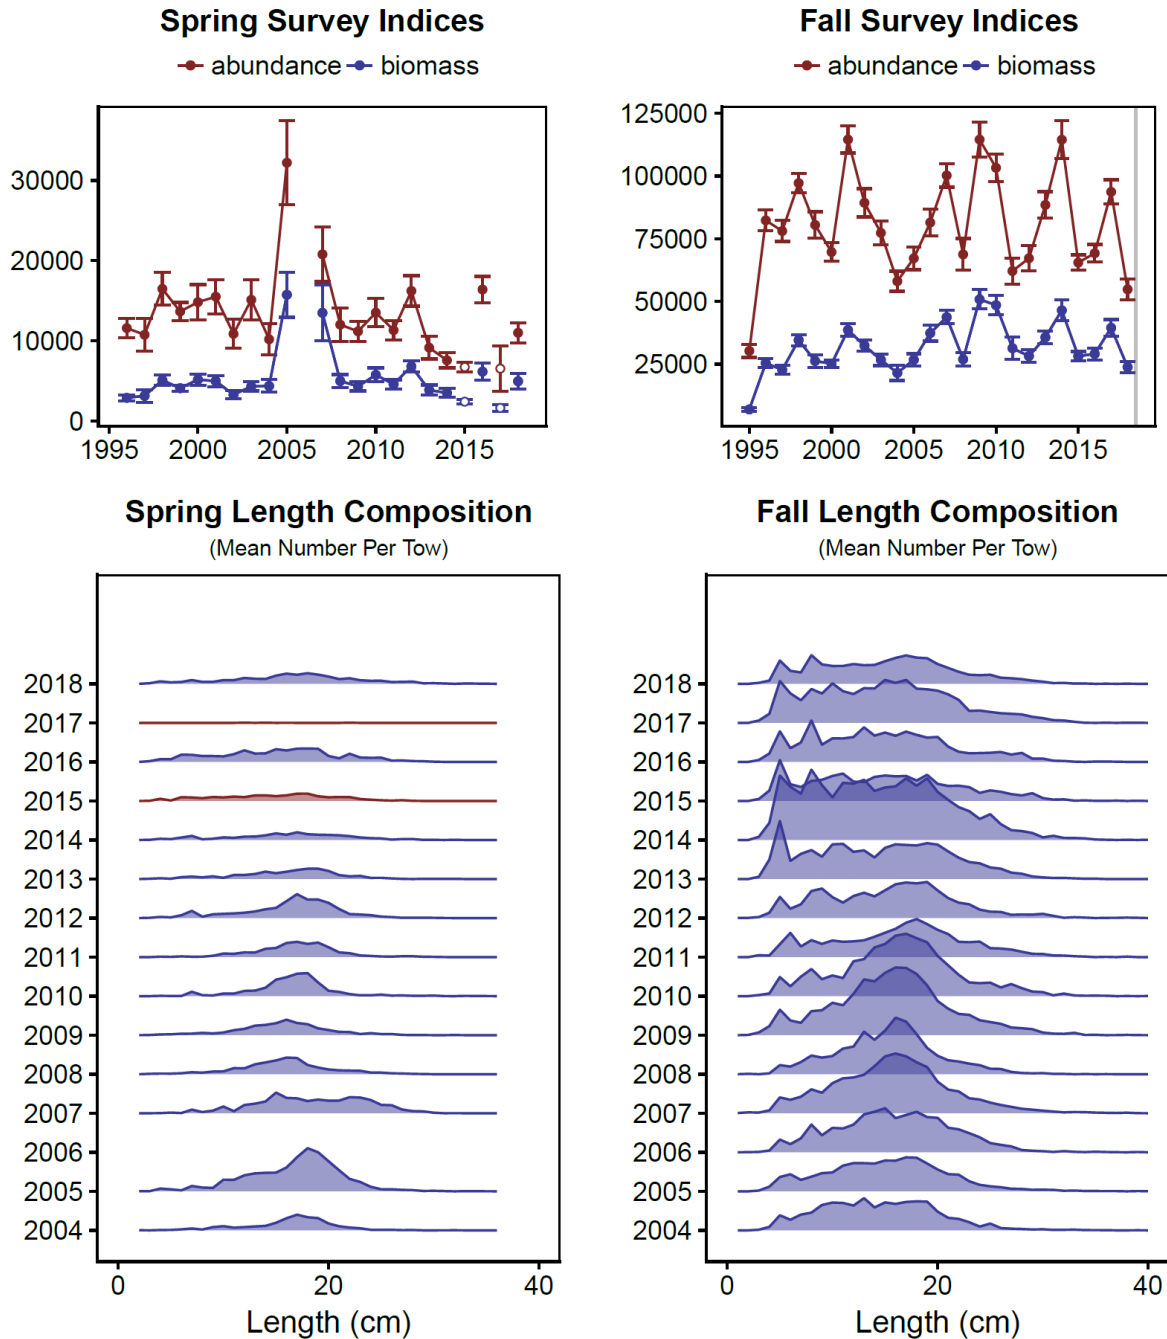 Spring Survey Indices
abundance biomass
30000
20000
10000
0
1995 2000 2005 2010 2015
Fall Survey Indices
abundance biomass
125000
100000
75000
50000
25000
1995 2000 2005 2010 2015
Spring Length Composition
(Mean Number Per Tow)
2018
2017
2016
2015
2014
2013
2012
2011
2010
2009
2008
2007
2006
2005
2004
0 20 40
Length (cm)
Fall Length Composition
(Mean Number Per Tow)
2018
2017
2016
2015
2014
2013
2012
2011
2010
2009
2008
2007
2006
2005
2004
0 20 40
Length (cm)